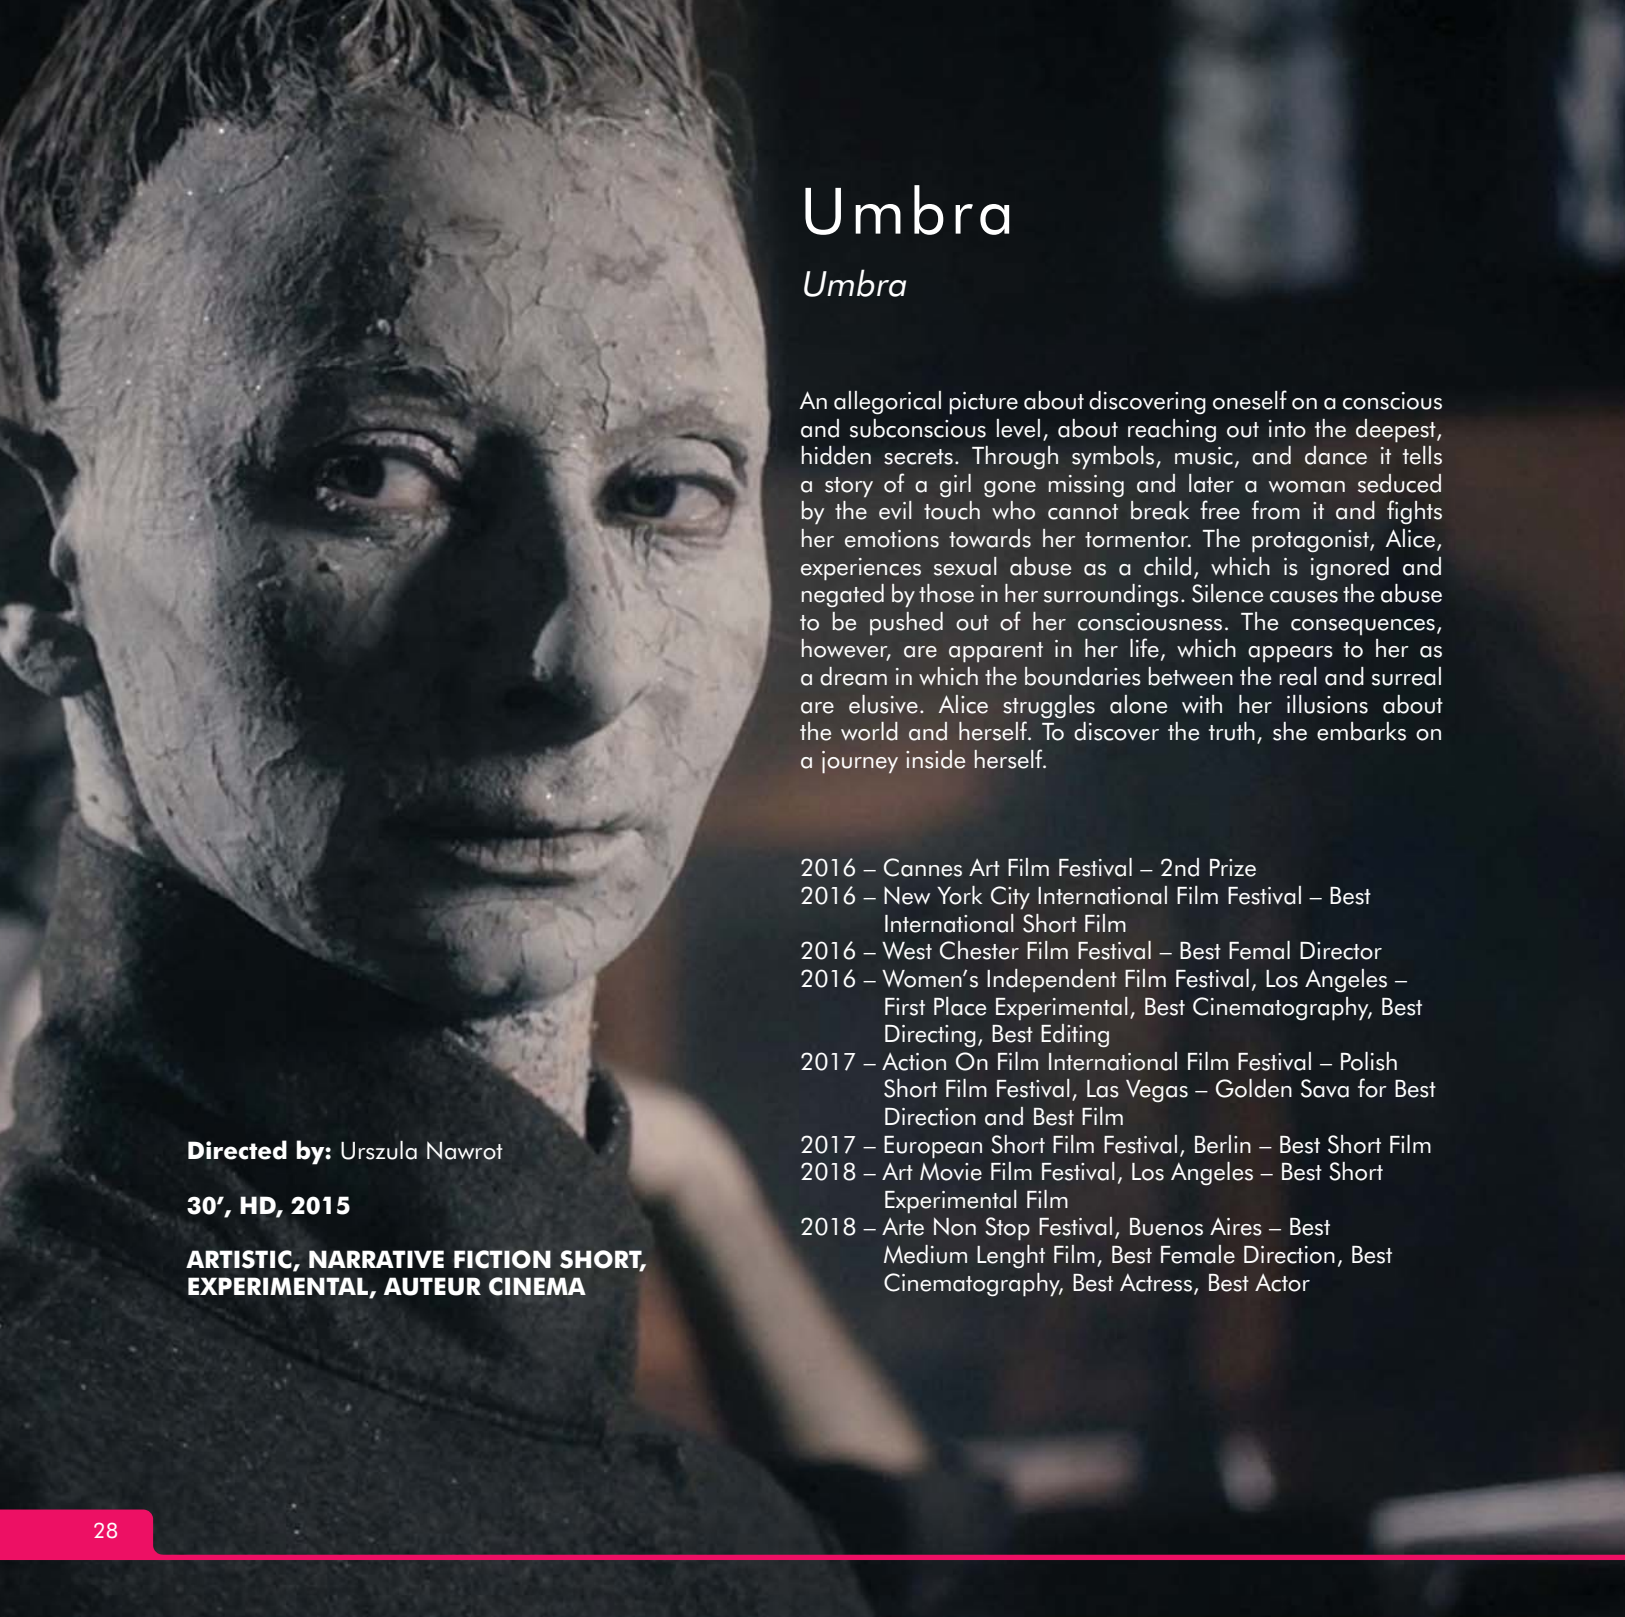 Umbra
Umbra
An allegorical picture about discovering oneself on a conscious
and subconscious level, about reaching out into the deepest,
hidden secrets. Through symbols, music, and dance it tells
a story of a girl gone missing and later a woman seduced
by the evil touch who cannot break free from it and fights
her emotions towards her tormentor. The protagonist, Alice,
experiences sexual abuse as a child, which is ignored and
negated by those in her surroundings. Silence causes the abuse
to be pushed out of her consciousness. The consequences,
however, are apparent in her life, which appears to her as
a dream in which the boundaries between the real and surreal
are elusive. Alice struggles alone with her illusions about
the world and herself. To discover the truth, she embarks on
a journey inside herself.
2016 – Cannes Art Film Festival – 2nd Prize
2016 – New York City International Film Festival – Best
International Short Film
2016 – West Chester Film Festival – Best Femal Director
2016 – Women’s Independent Film Festival, Los Angeles –
First Place Experimental, Best Cinematography, Best
Directing, Best Editing
2017 – Action On Film International Film Festival – Polish
Short Film Festival, Las Vegas – Golden Sava for Best
Direction and Best Film
2017 – European Short Film Festival, Berlin – Best Short Film
2018 – Art Movie Film Festival, Los Angeles – Best Short
Experimental Film
2018 – Arte Non Stop Festival, Buenos Aires – Best
Medium Lenght Film, Best Female Direction, Best
Cinematography, Best Actress, Best Actor
Directed by: Urszula Nawrot
30’, HD, 2015
ARTISTIC, NARRATIVE FICTION SHORT,
EXPERIMENTAL, AUTEUR CINEMA
28